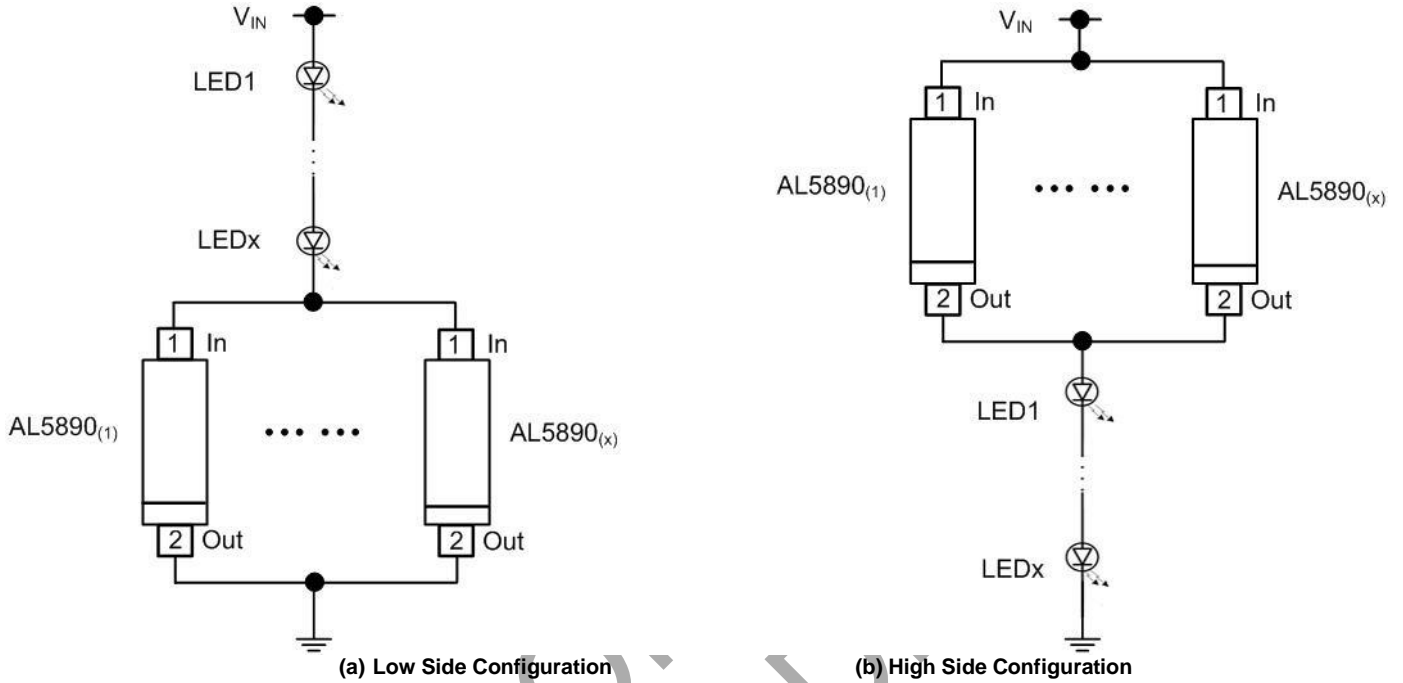 V_IN
LED1
LEDx
1 In
1 In
AL5890(1)
AL5890(x)
2 Out
2 Out
(a) Low Side Configuration
V_IN
1 In
1 In
AL5890(1)
AL5890(x)
2 Out
2 Out
LED1
LEDx
(b) High Side Configuration